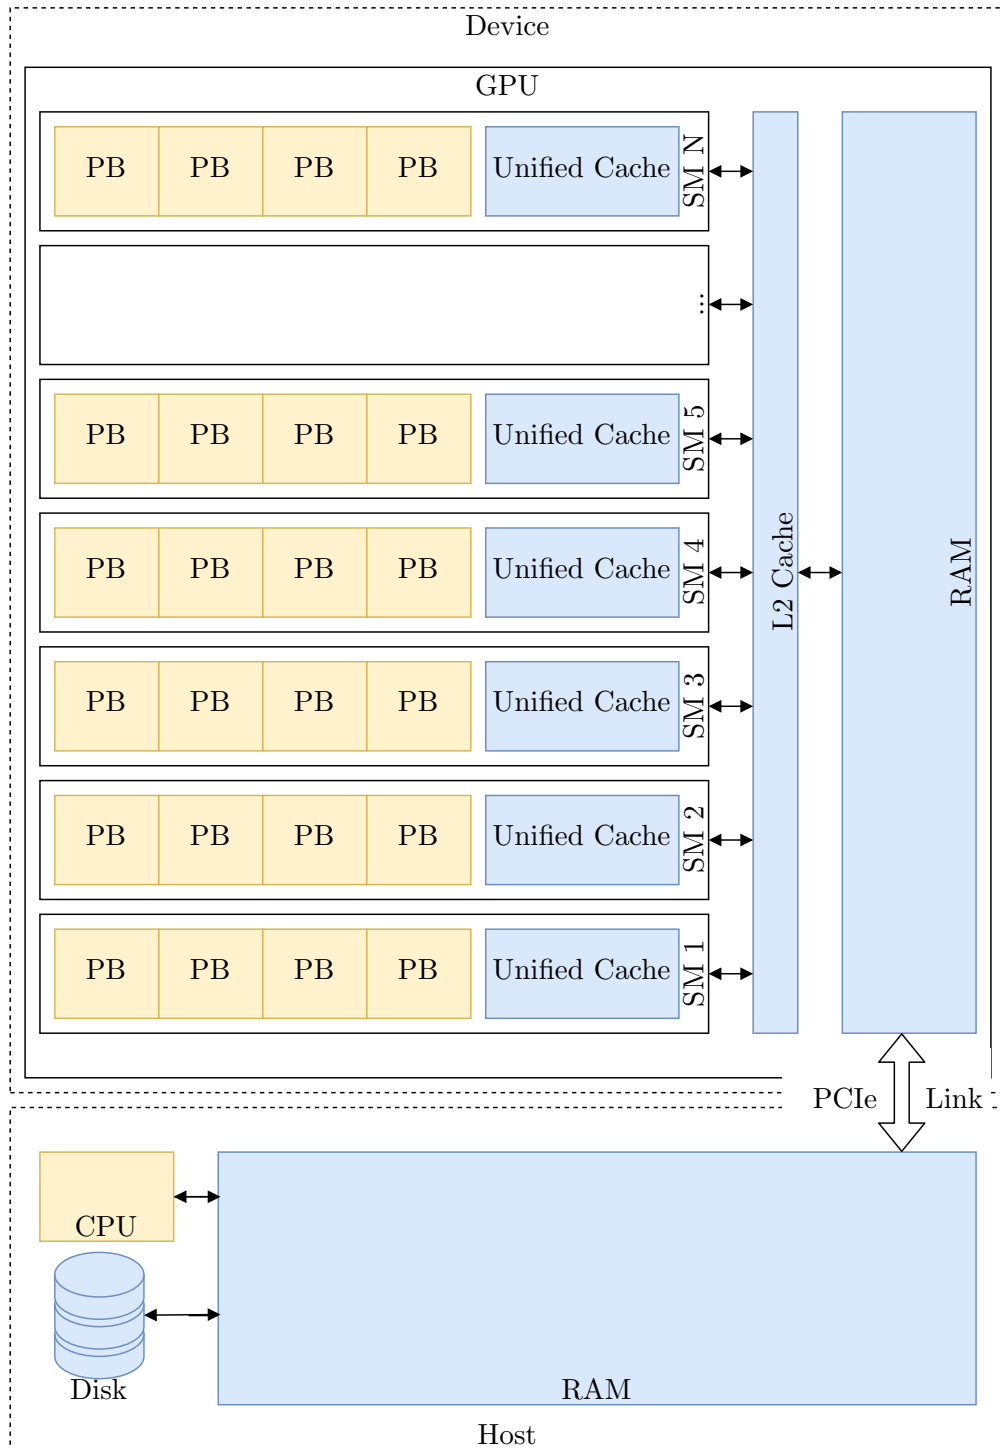 Device
GPU
PB PB PB PB Unified Cache SM N
...
PB PB PB PB Unified Cache SM 5
PB PB PB PB Unified Cache SM 4
PB PB PB PB Unified Cache SM 3
PB PB PB PB Unified Cache SM 2
PB PB PB PB Unified Cache SM 1
L2 Cache
RAM
PCIe Link
CPU
Disk
RAM
Host